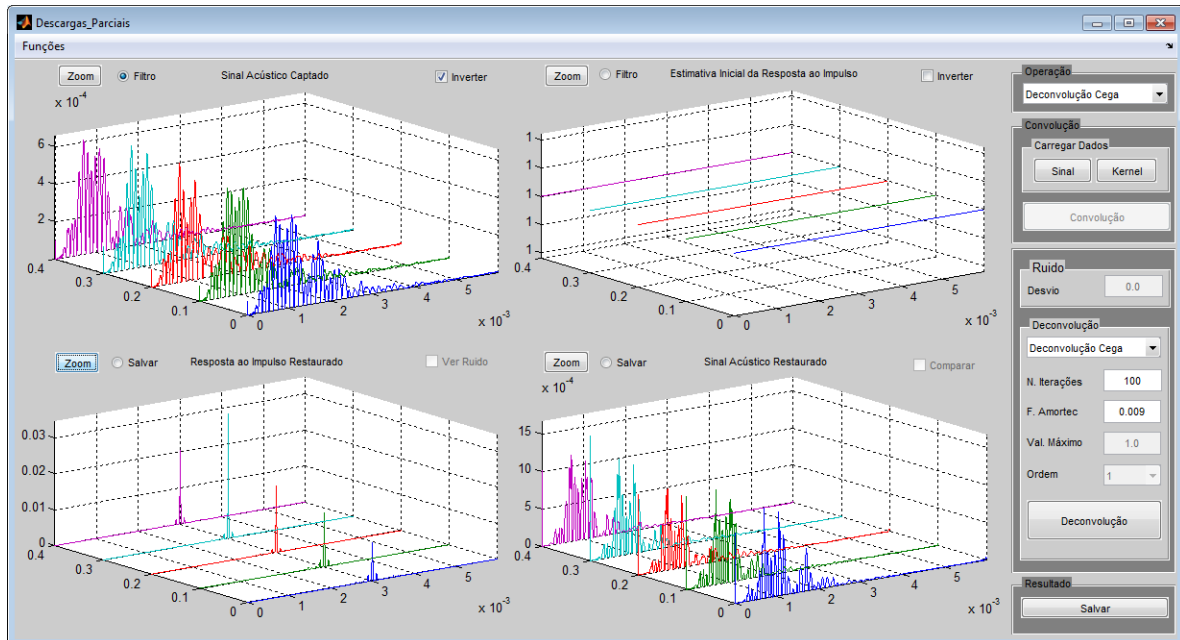 Descargas_Parciais
Funções
Zoom Filtro Sinal Acústico Captado Inverter
x 10^-4
6
4
2
0
0.4
0.3
0.2
0.1
0
0 1 2 3 4 5
x 10^-3
Zoom Filtro Estimativa Inicial da Resposta ao Impulso Inverter
1
1
1
1
1
0.4
0.3
0.2
0.1
0
0 1 2 3 4 5
x 10^-3
Zoom Salvar Resposta ao Impulso Restaurado Ver Ruido
0.03
0.02
0.01
0
0.4
0.3
0.2
0.1
0
0 1 2 3 4 5
x 10^-3
Zoom Salvar Sinal Acústico Restaurado Comparar
x 10^-4
15
10
5
0
0.4
0.3
0.2
0.1
0
0 1 2 3 4 5
x 10^-3
Operação
Deconvolução Cega
Convolução
Carregar Dados
Sinal Kernel
Convolução
Ruido
Desvio 0.0
Deconvolução
Deconvolução Cega
N. Iterações 100
F. Amortec 0.009
Val. Máximo 1.0
Ordem 1
Deconvolução
Resultado
Salvar